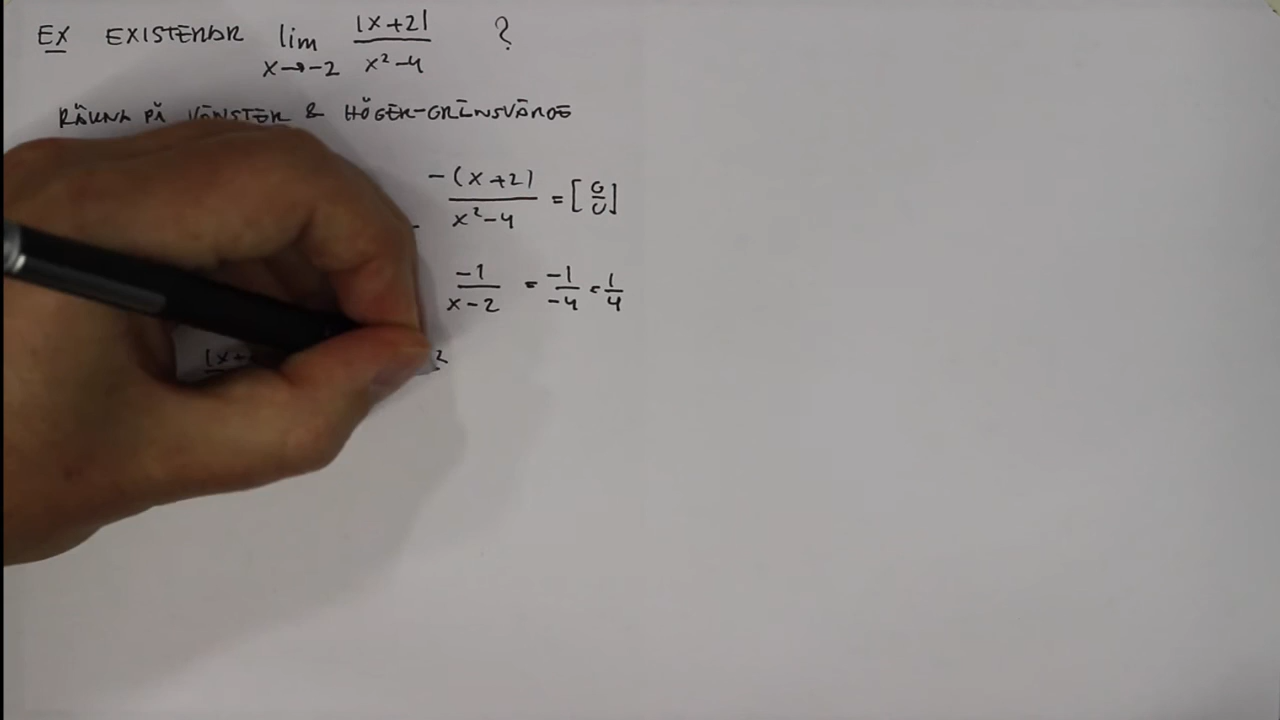 EX EXISTERAR lim x→-2 |x+2| / x²-4 ?
RÄKNA PÅ VÄNSTER & HÖGER-GRÄNSVÄRDE
-(x+2) / x²-4 = [0/0]
-1 / x-2 = -1 / -4 = 1/4
|x+